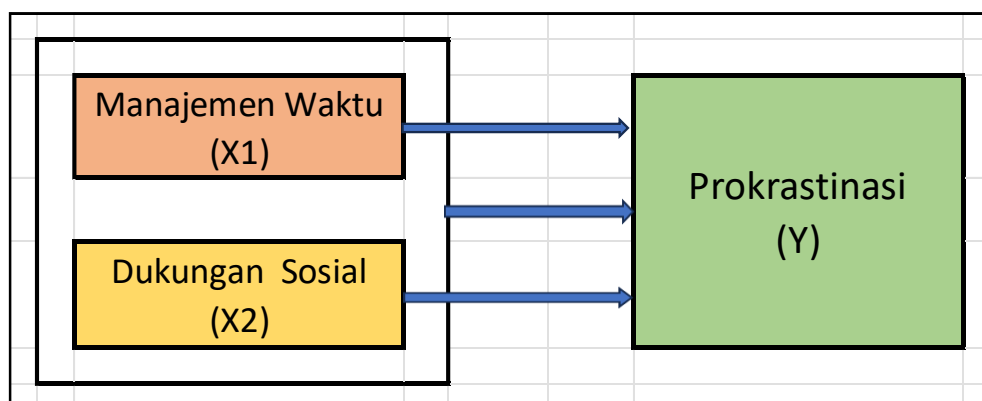 Manajemen Waktu
(X1)
Prokrastinasi
(Y)
Dukungan Sosial
(X2)